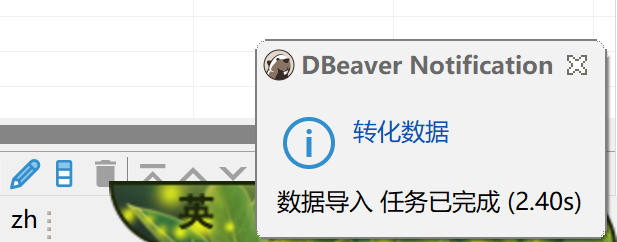 DBeaver Notification
转化数据
数据导入 任务已完成 (2.40s)
英
zh